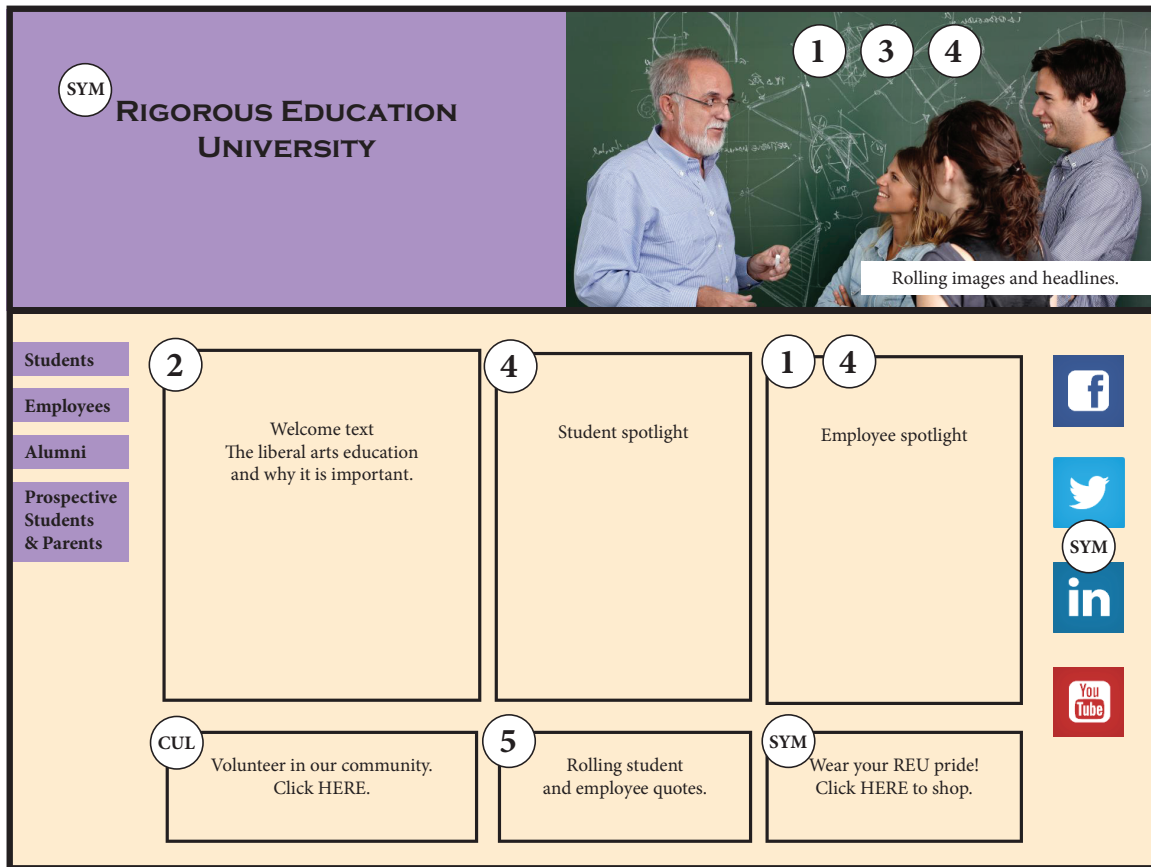 SYM
RIGOROUS EDUCATION
UNIVERSITY
1 3 4
Rolling images and headlines.
Students
Employees
Alumni
Prospective
Students
& Parents
2
Welcome text
The liberal arts education
and why it is important.
4
Student spotlight
1 4
Employee spotlight
f
SYM
in
You
Tube
CUL
Volunteer in our community.
Click HERE.
5
Rolling student
and employee quotes.
SYM
Wear your REU pride!
Click HERE to shop.